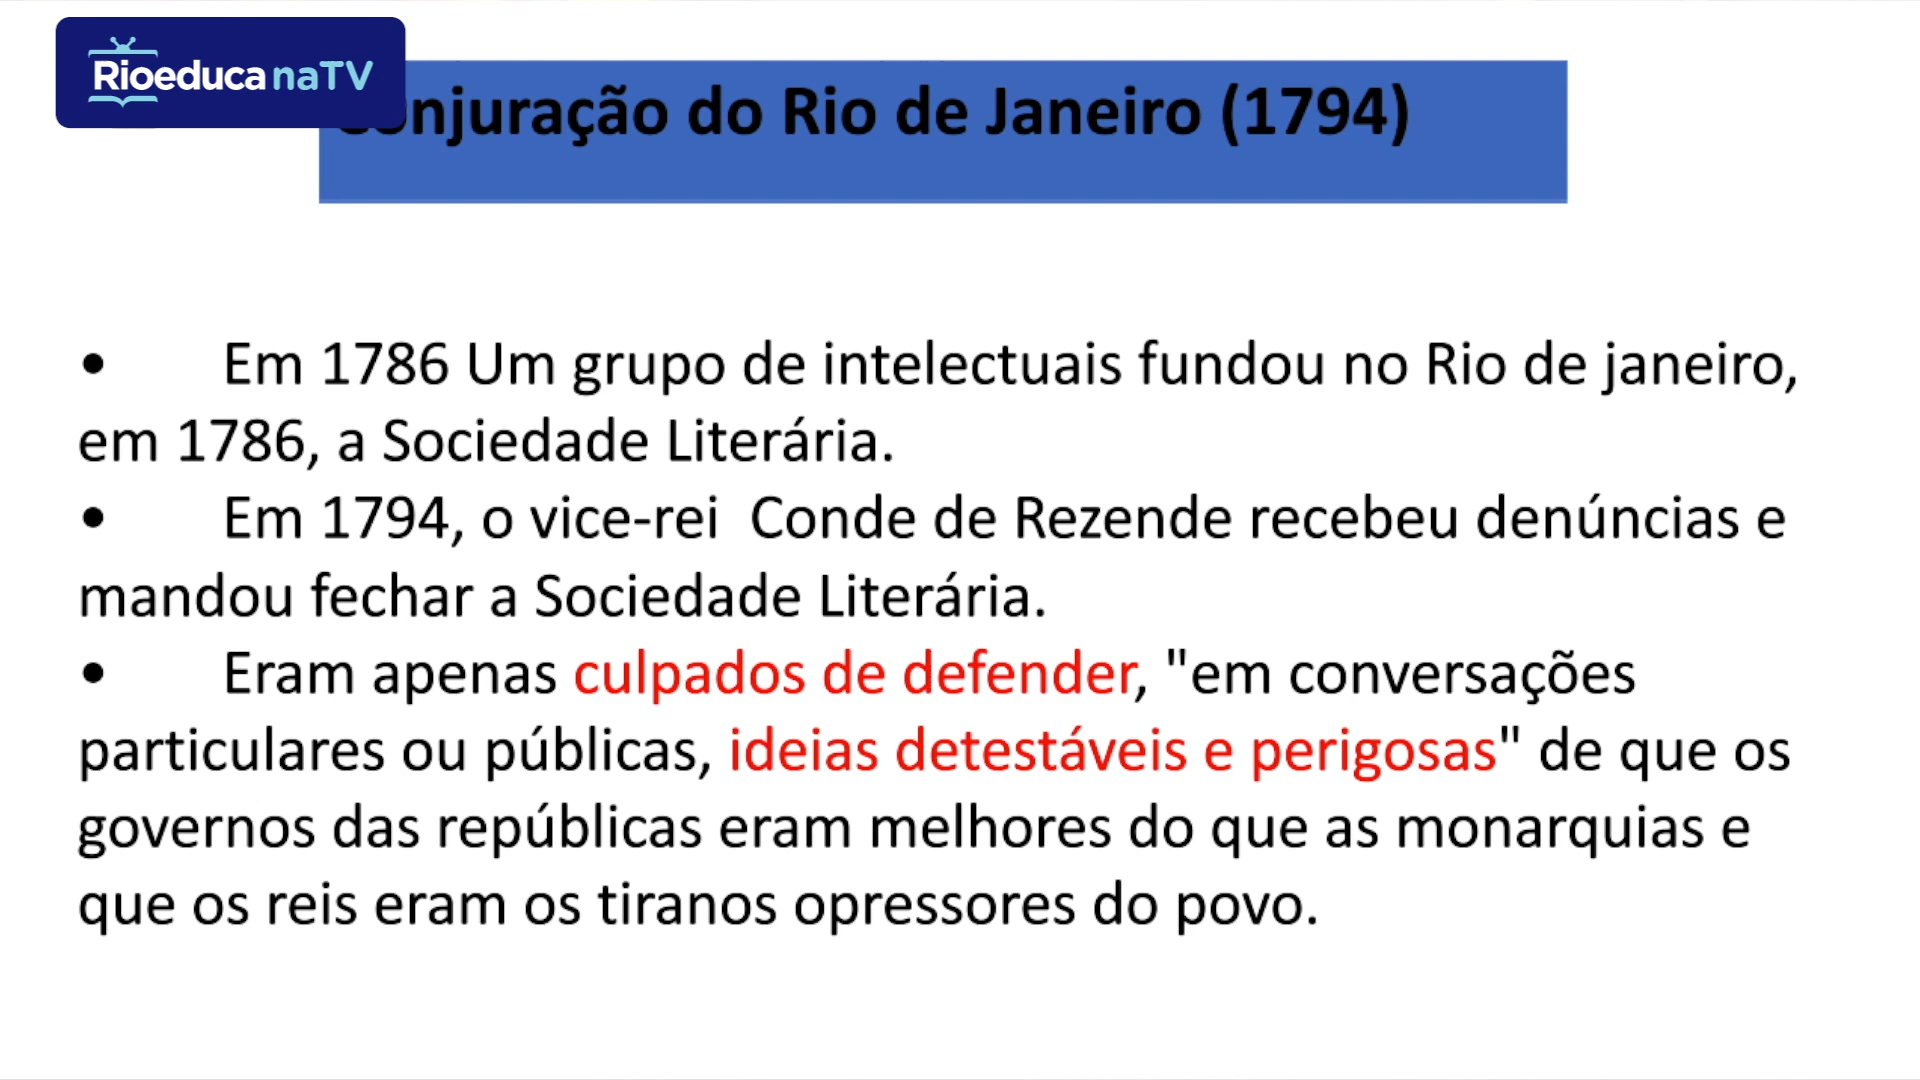 Rioeduca naTV
Conjuração do Rio de Janeiro (1794)
• Em 1786 Um grupo de intelectuais fundou no Rio de janeiro,
em 1786, a Sociedade Literária.
• Em 1794, o vice-rei  Conde de Rezende recebeu denúncias e
mandou fechar a Sociedade Literária.
• Eram apenas culpados de defender, "em conversações
particulares ou públicas, ideias detestáveis e perigosas" de que os
governos das repúblicas eram melhores do que as monarquias e
que os reis eram os tiranos opressores do povo.